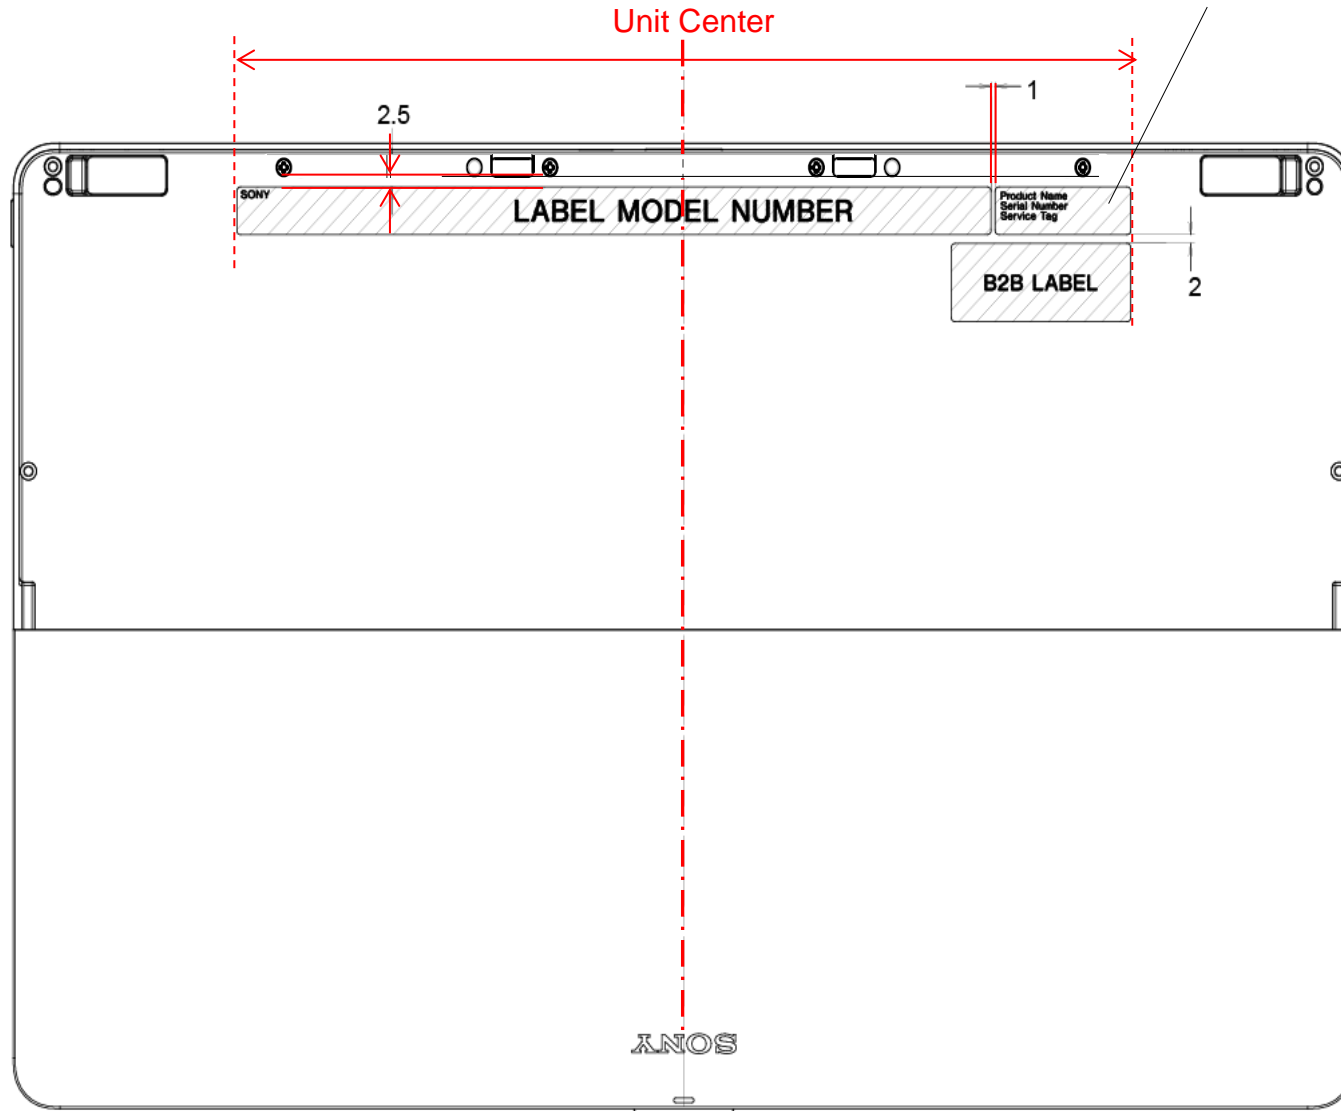 Unit Center
1
2.5
SONY
LABEL MODEL NUMBER
Product Name
Serial Number
Service Tag
B2B LABEL
2
SONY